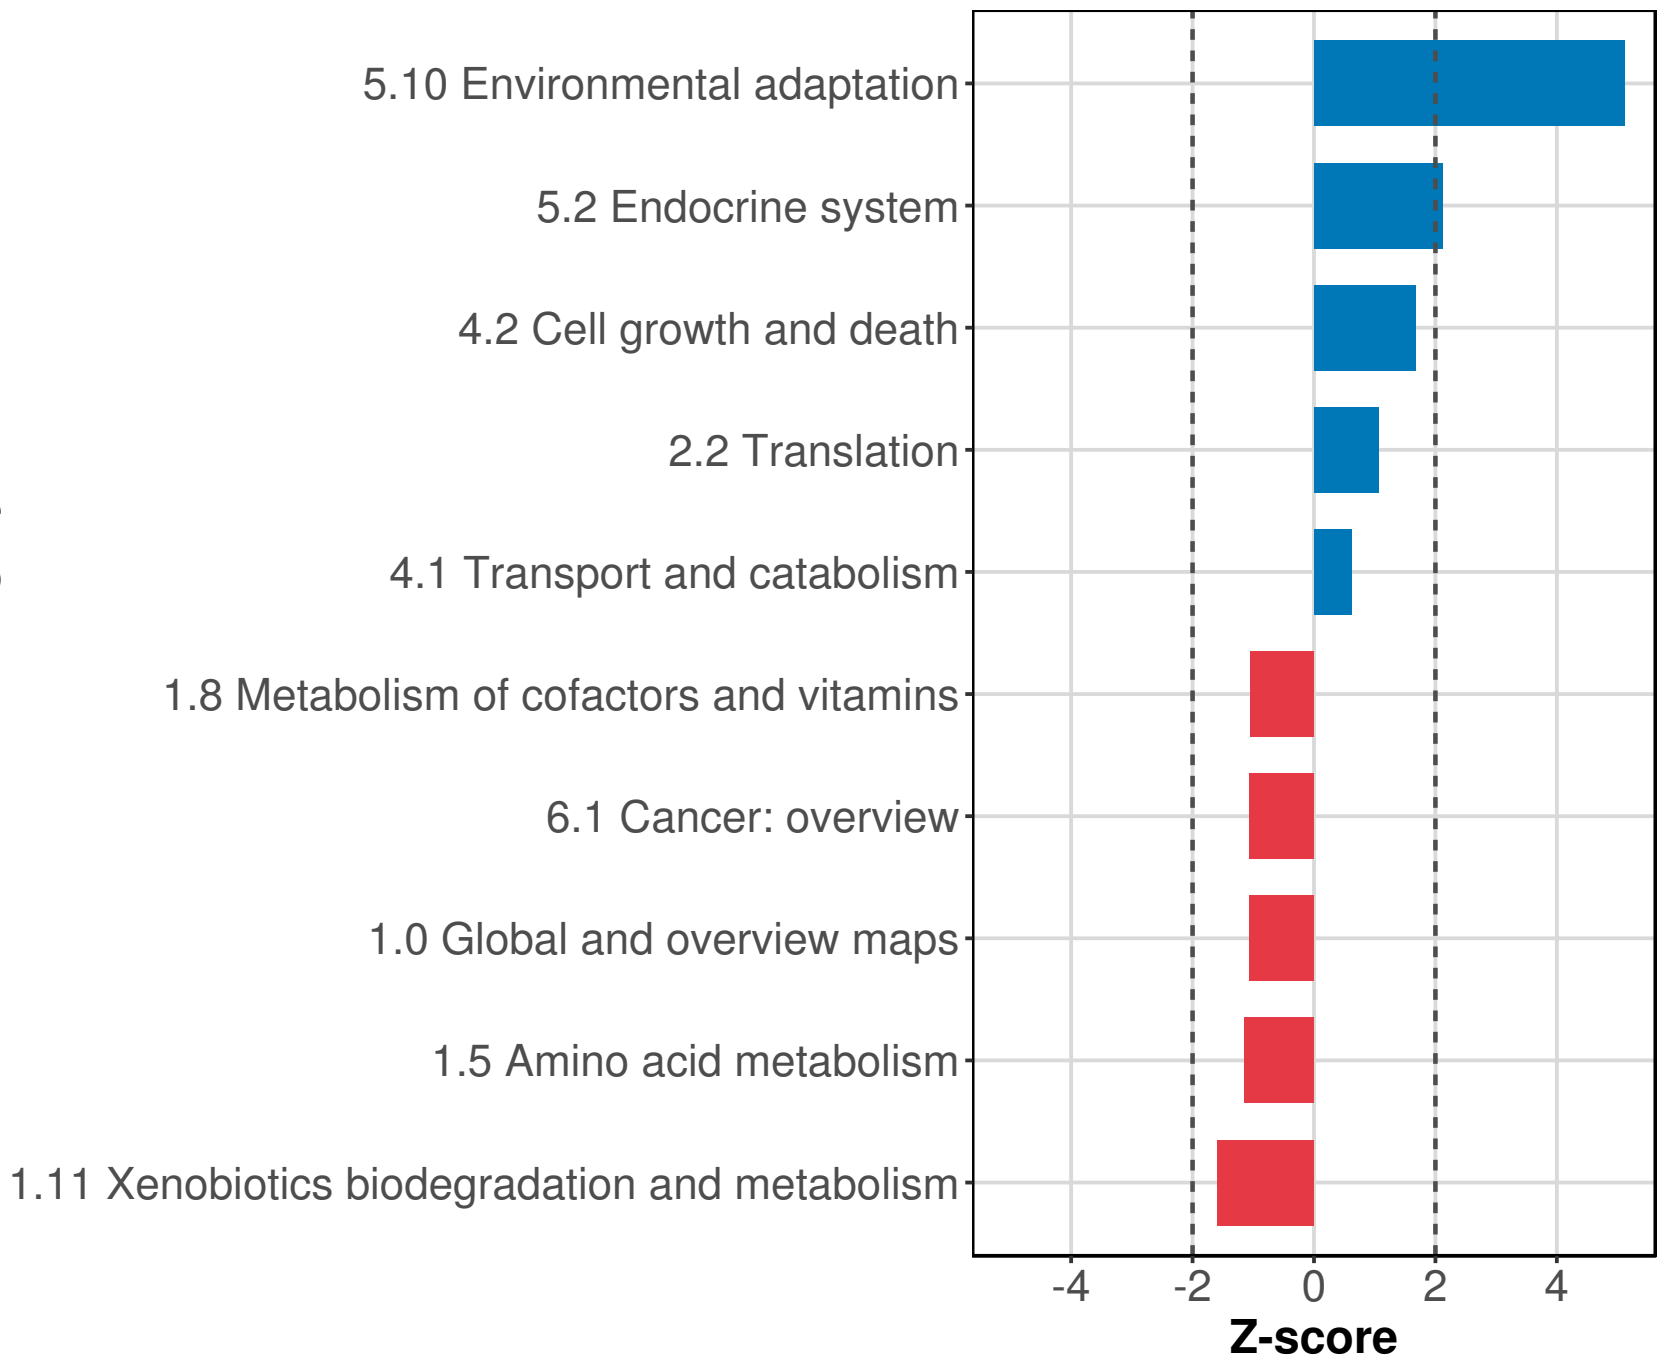 5.10 Environmental adaptation
5.2 Endocrine system
4.2 Cell growth and death
2.2 Translation
4.1 Transport and catabolism
1.8 Metabolism of cofactors and vitamins
6.1 Cancer: overview
1.0 Global and overview maps
1.5 Amino acid metabolism
1.11 Xenobiotics biodegradation and metabolism
-4 -2 0 2 4
Z-score